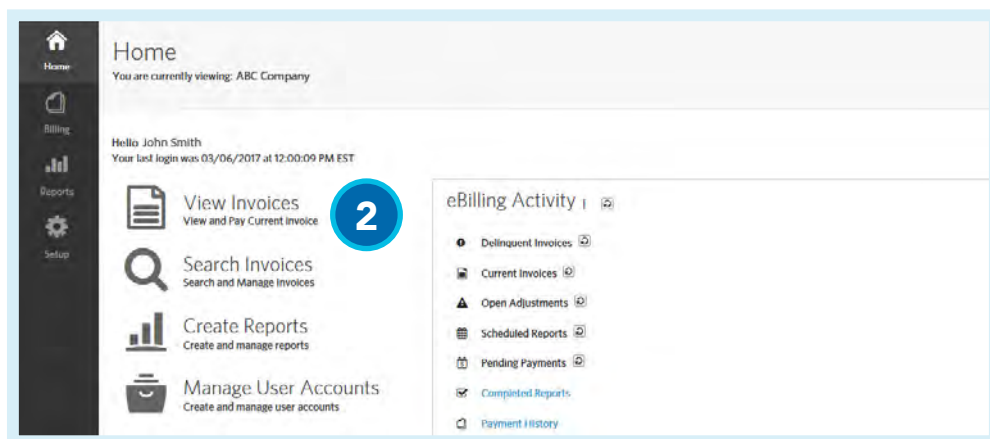 Home
Billing
Reports
Setup
Home
You are currently viewing: ABC Company
Hello John Smith
Your last login was 03/06/2017 at 12:00:09 PM EST
View Invoices
View and Pay Current Invoice
2
Search Invoices
Search and Manage Invoices
Create Reports
Create and manage reports
Manage User Accounts
Create and manage user accounts
eBilling Activity |
Delinquent Invoices
Current Invoices
Open Adjustments
Scheduled Reports
Pending Payments
Completed Reports
Payment History